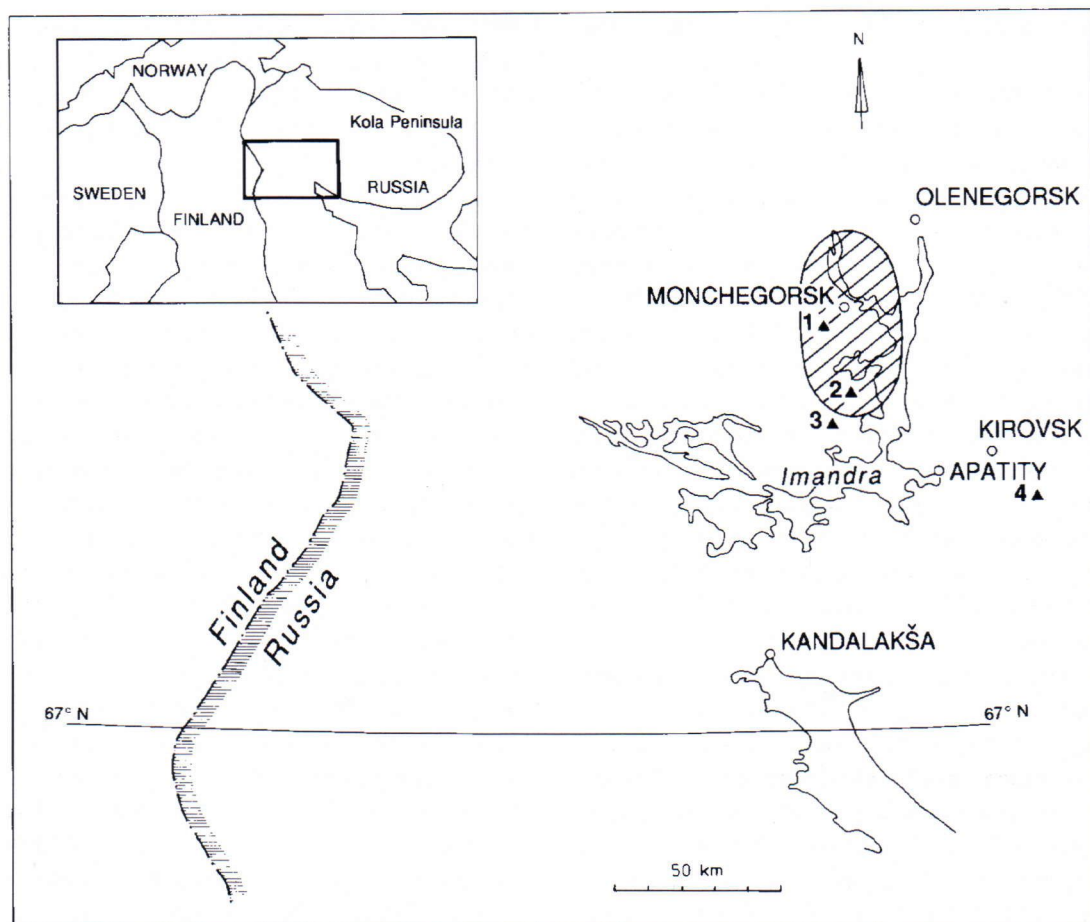 NORWAY
Kola Peninsula
SWEDEN
RUSSIA
FINLAND
N
OLENEGORSK
MONCHEGORSK
1
2
3
KIROVSK
Imandra
APATITY
4
Finland
Russia
KANDALAKŠA
67° N
67° N
50 km